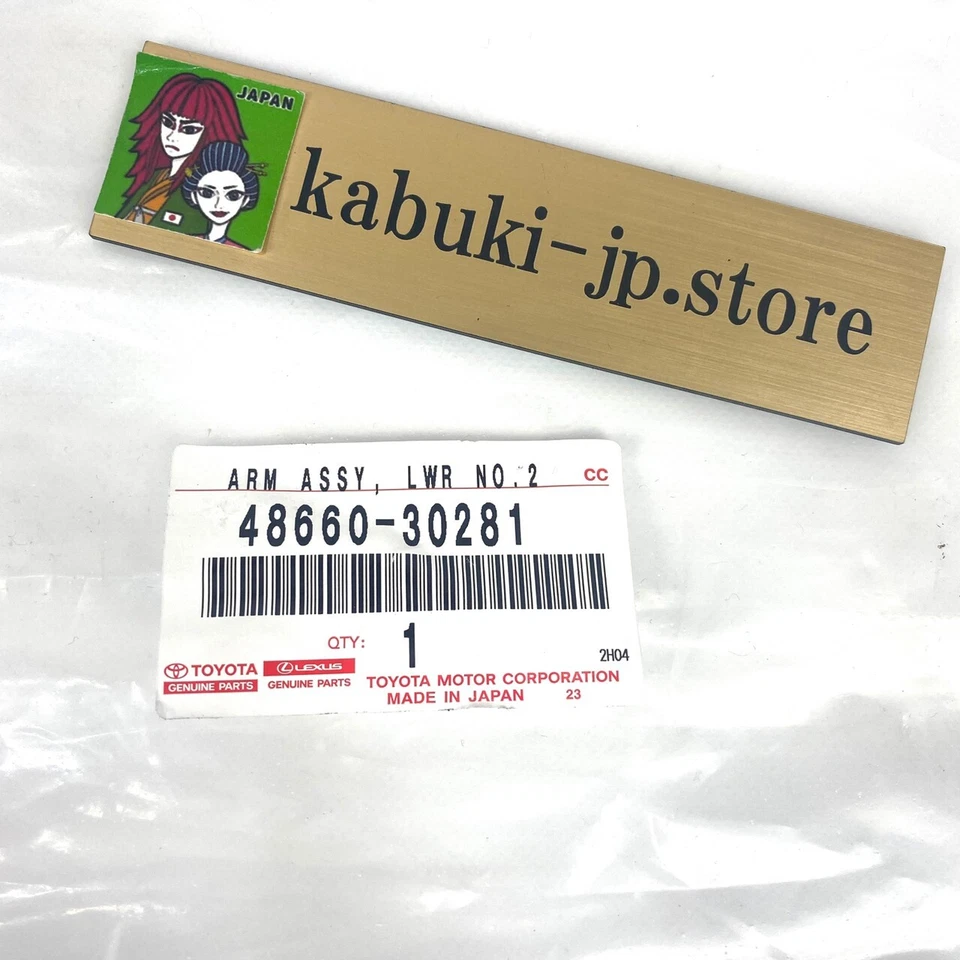 JAPAN
kabuki-jp.store
ARM ASSY, LWR NO.2 CC
48660-30281
QTY: 1
2H04
TOYOTA LEXUS
GENUINE PARTS GENUINE PARTS
TOYOTA MOTOR CORPORATION
MADE IN JAPAN 23